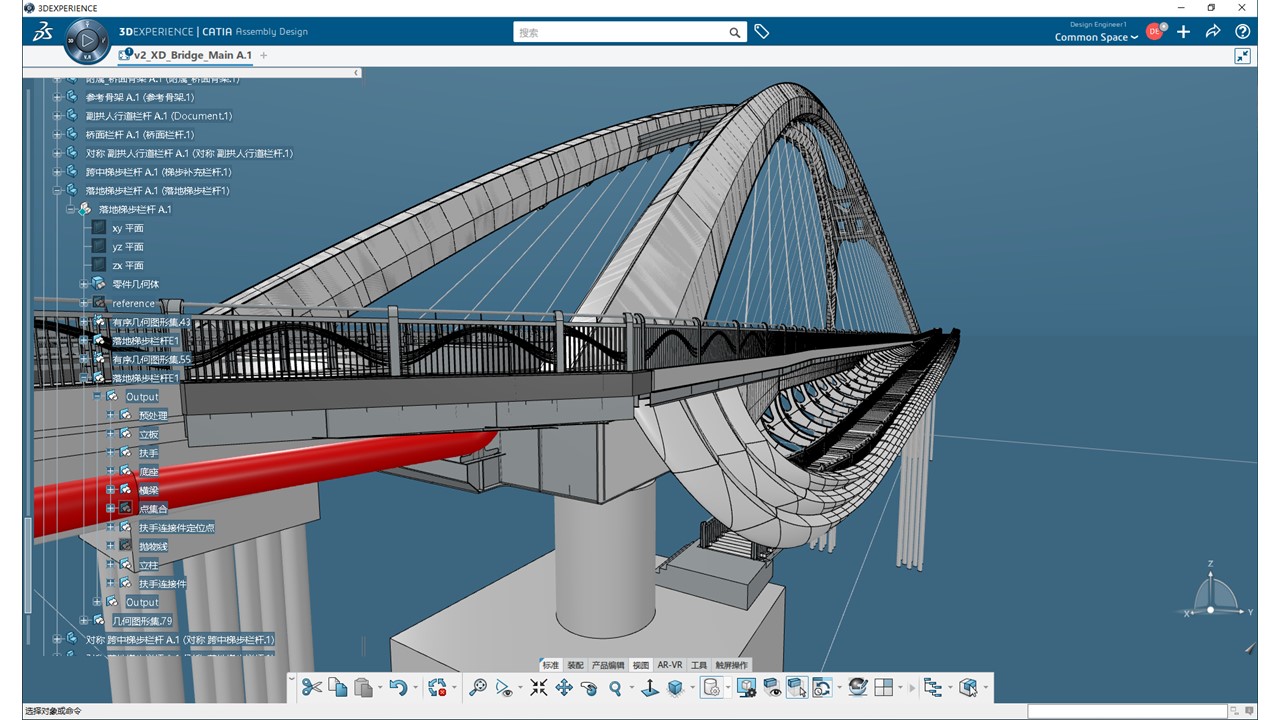 3DEXPERIENCE
3DEXPERIENCE | CATIA Assembly Design
搜索
Design Engineer1
Common Space
DE
3D
V.R
v2_XD_Bridge_Main A.1
参考骨架 A.1 (参考骨架.1)
副拱人行道栏杆 A.1 (Document.1)
桥面栏杆 A.1 (桥面栏杆.1)
对称 副拱人行道栏杆 A.1 (对称 副拱人行道栏杆.1)
跨中梯步栏杆 A.1 (梯步补充栏杆.1)
落地梯步栏杆 A.1 (落地梯步栏杆1)
落地梯步栏杆 A.1
xy 平面
yz 平面
zx 平面
零件几何体
reference
有序几何图形集.43
落地梯步栏杆E1
有序几何图形集.55
落地梯步栏杆E1
Output
预处理
立板
扶手
底座
横梁
点集合
扶手连接件定位点
抛物线
立柱
扶手连接件
Output
几何图形集.79
对称 跨中梯步栏杆 A.1 (对称 跨中梯步栏杆.1)
Z
X
Y
标准 装配 产品编辑 视图 AR-VR 工具 触屏操作
选择对象或命令